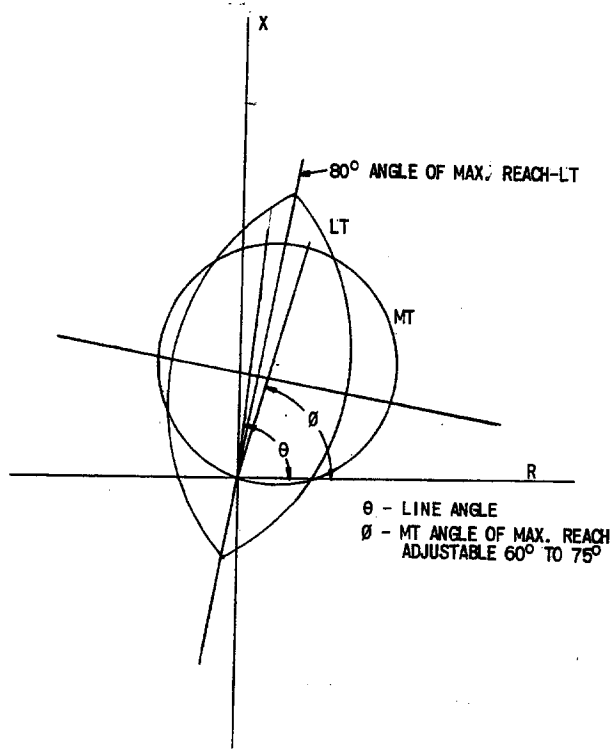 X
80° ANGLE OF MAX. REACH-LT
LT
MT
Ø
θ
R
θ - LINE ANGLE
Ø - MT ANGLE OF MAX. REACH
ADJUSTABLE 60° TO 75°